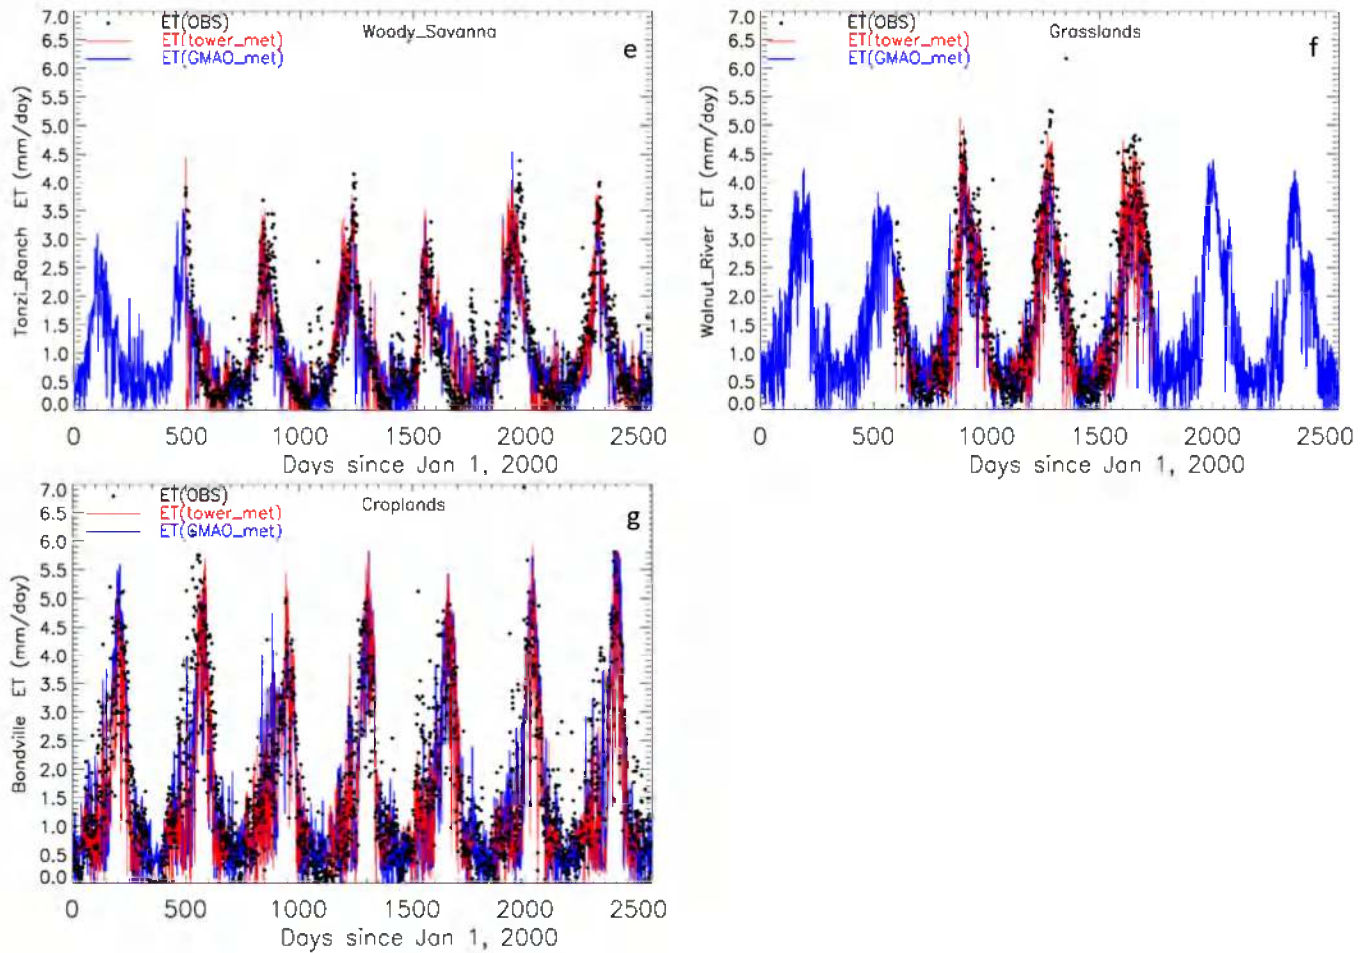 ET(OBS)
ET(tower_met)
ET(GMAO_met)
Woody_Savanna
e
7.0
6.5
6.0
5.5
5.0
4.5
4.0
3.5
3.0
2.5
2.0
1.5
1.0
0.5
0.0
Tonzi_Ranch ET (mm/day)
0 500 1000 1500 2000 2500
Days since Jan 1, 2000
ET(OBS)
ET(tower_met)
ET(GMAO_met)
Grasslands
f
7.0
6.5
6.0
5.5
5.0
4.5
4.0
3.5
3.0
2.5
2.0
1.5
1.0
0.5
0.0
Walnut_River ET (mm/day)
0 500 1000 1500 2000 2500
Days since Jan 1, 2000
ET(OBS)
ET(tower_met)
ET(GMAO_met)
Croplands
g
7.0
6.5
6.0
5.5
5.0
4.5
4.0
3.5
3.0
2.5
2.0
1.5
1.0
0.5
0.0
Bondville ET (mm/day)
0 500 1000 1500 2000 2500
Days since Jan 1, 2000